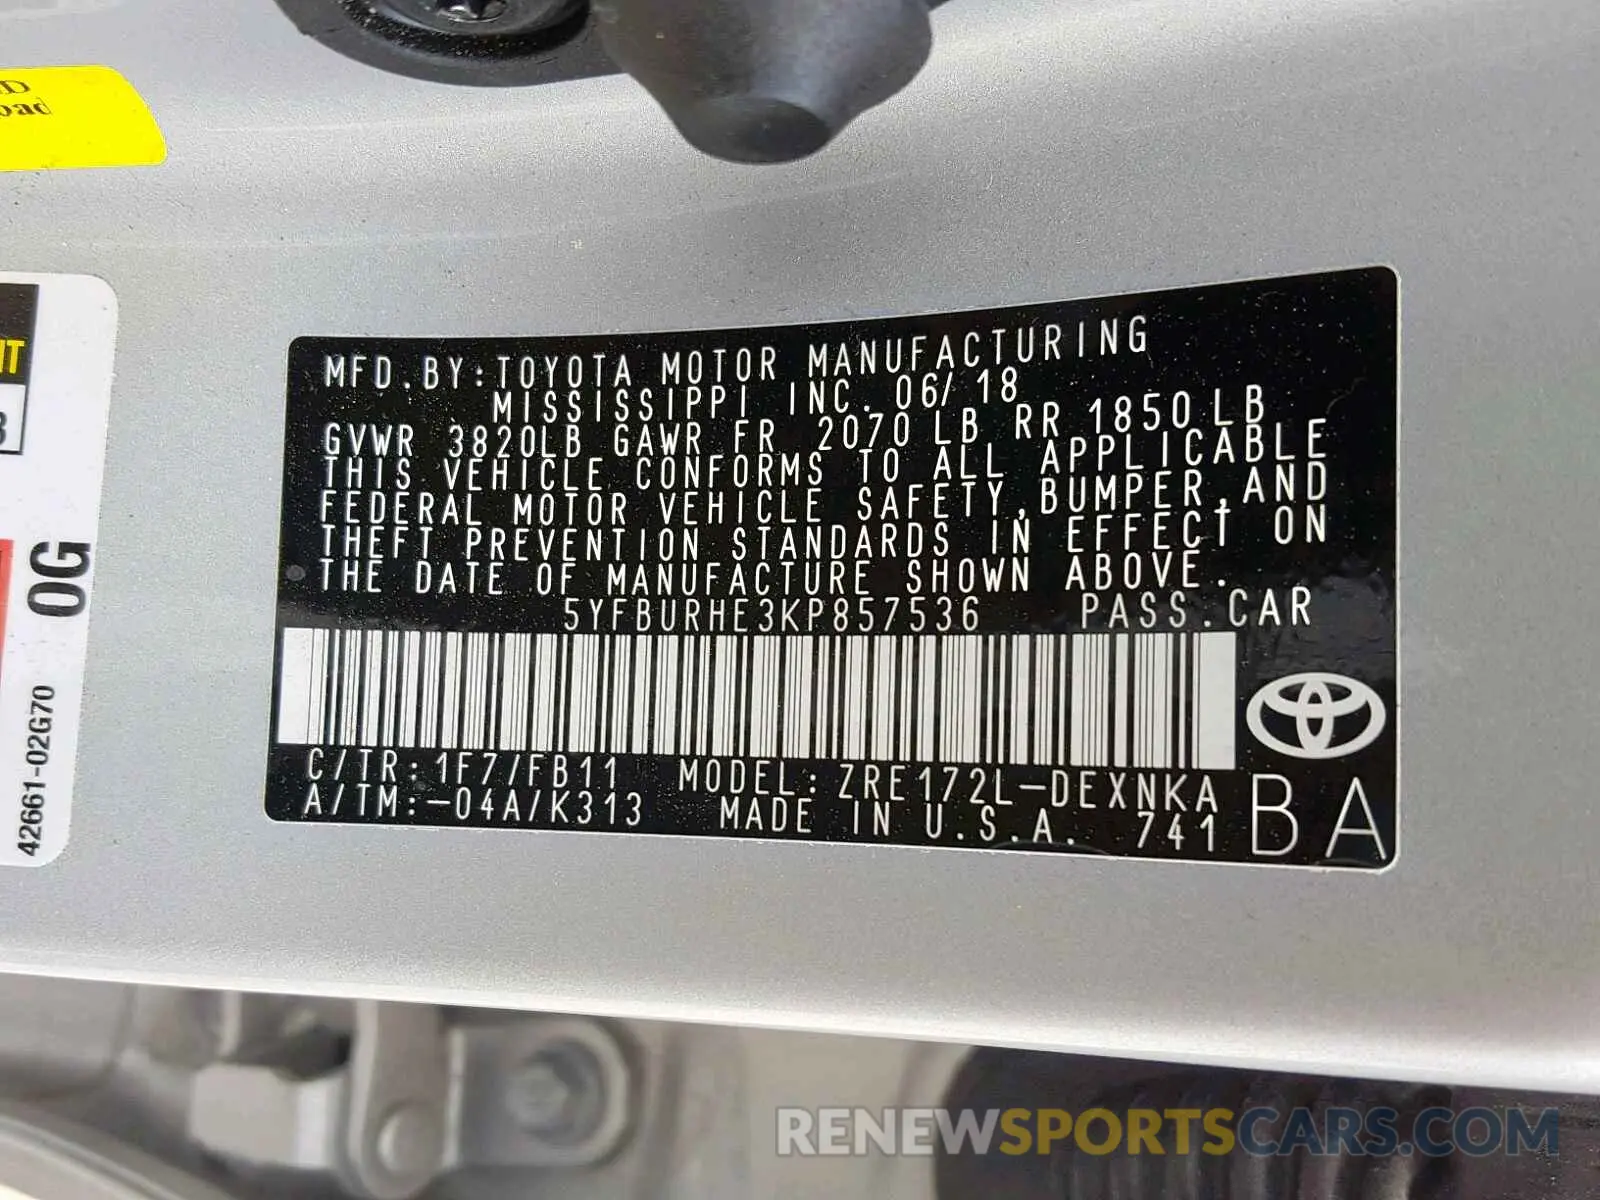 D
oad
NT
3
0G
42661-02G70
MFD.BY:TOYOTA MOTOR MANUFACTURING
MISSISSIPPI INC. 06/18
GVWR 3820LB GAWR FR 2070LB RR 1850LB
THIS VEHICLE CONFORMS TO ALL APPLICABLE
FEDERAL MOTOR VEHICLE SAFETY,BUMPER,AND
THEFT PREVENTION STANDARDS IN EFFECT ON
THE DATE OF MANUFACTURE SHOWN ABOVE.
5YFBURHE3KP857536 PASS.CAR
C/TR:1F7/FB11 MODEL:ZRE172L-DEXNKA
A/TM:-04A/K313 MADE IN U.S.A. 741
BA
RENEWSPORTSCARS.COM